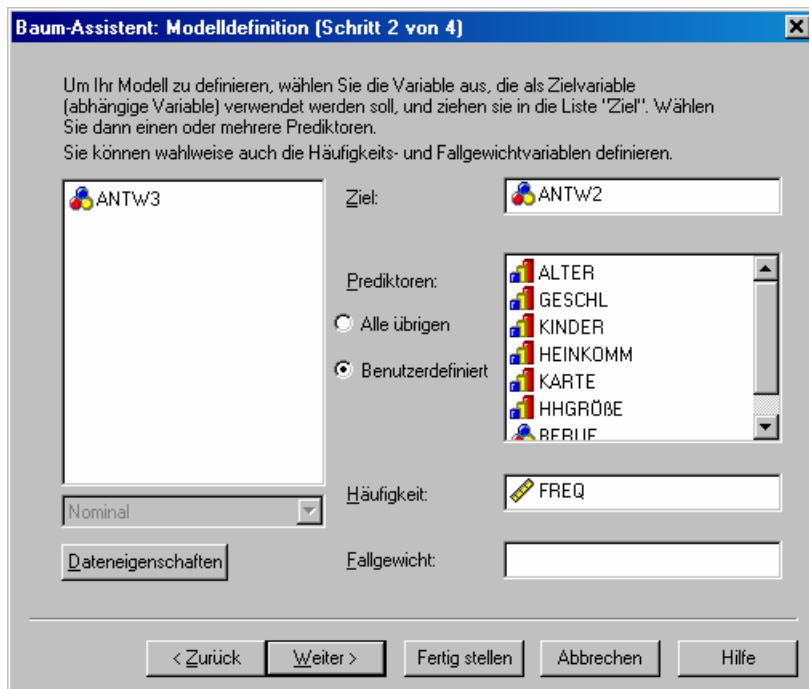 Baum-Assistent: Modelldefinition (Schritt 2 von 4)
Um Ihr Modell zu definieren, wählen Sie die Variable aus, die als Zielvariable
(abhängige Variable) verwendet werden soll, und ziehen sie in die Liste "Ziel". Wählen
Sie dann einen oder mehrere Prediktoren.
Sie können wahlweise auch die Häufigkeits- und Fallgewichtvariablen definieren.
ANTW3
Nominal
Dateneigenschaften
Ziel:
ANTW2
Prediktoren:
Alle übrigen
Benutzerdefiniert
ALTER
GESCHL
KINDER
HEINKOMM
KARTE
HHGRÖßE
BERUF
Häufigkeit:
FREQ
Fallgewicht:
< Zurück
Weiter >
Fertig stellen
Abbrechen
Hilfe